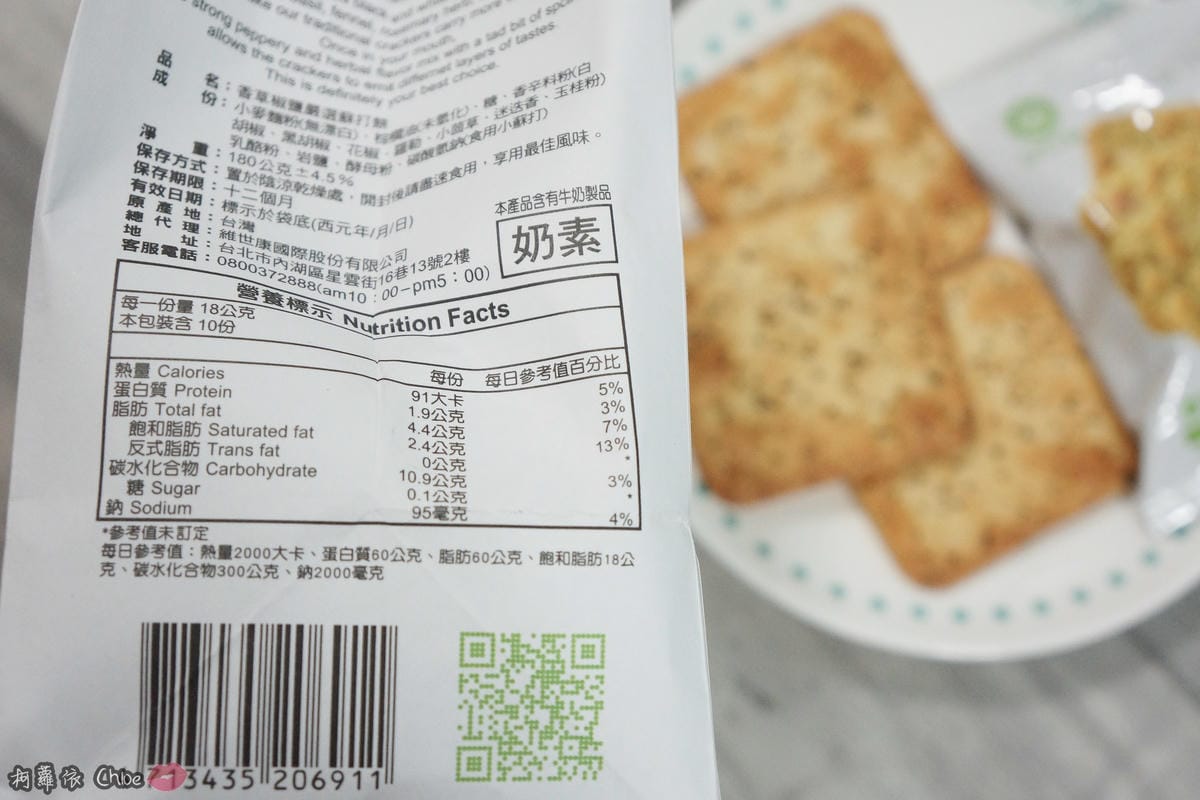 strong peppery and herbal flavor mix with a tad bit of
allows the crackers to emit different layers of tastes.
This is definitely your best choice.
品名：香草椒鹽嚴選蘇打餅
成份：小麥麵粉(無漂白)、棕櫚油(未氫化)、糖、香辛料粉(白
胡椒、黑胡椒、花椒、羅勒、小茴草、迷迭香、玉桂粉)
乳酪粉、岩鹽、酵母粉、碳酸氫鈉(食用小蘇打)
淨重：180公克±4.5%
保存方式：置於陰涼乾燥處，開封後請盡速食用，享用最佳風味。
保存期限：十二個月
有效日期：標示於袋底(西元年/月/日)
原產地：台灣
總代理：維世康國際股份有限公司
地址：台北市內湖區星雲街16巷13號2樓
客服電話：0800372888(am10：00-pm5：00)
本產品含有牛奶製品
奶素
營養標示 Nutrition Facts
每一份量 18公克
本包裝含 10份
每份 每日參考值百分比
熱量 Calories 91大卡 5%
蛋白質 Protein 1.9公克 3%
脂肪 Total fat 4.4公克 7%
飽和脂肪 Saturated fat 2.4公克 13%
反式脂肪 Trans fat 0公克 *
碳水化合物 Carbohydrate 10.9公克 3%
糖 Sugar 0.1公克 *
鈉 Sodium 95毫克 4%
*參考值未訂定
每日參考值：熱量2000大卡、蛋白質60公克、脂肪60公克、飽和脂肪18公
克、碳水化合物300公克、鈉2000毫克
713435 206911
柯蘿依 Chloe